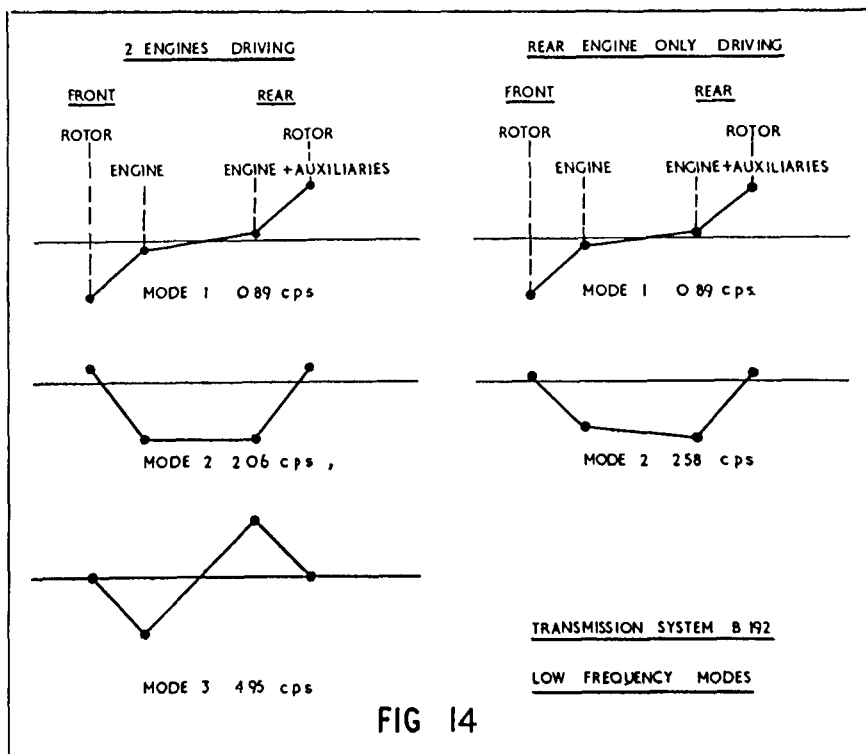 2 ENGINES DRIVING
FRONT REAR
ROTOR ROTOR
ENGINE ENGINE + AUXILIARIES
MODE 1 0 89 cps
MODE 2 2 06 cps ,
MODE 3 4 95 cps
REAR ENGINE ONLY DRIVING
FRONT REAR
ROTOR ROTOR
ENGINE ENGINE + AUXILIARIES
MODE 1 0 89 cps.
MODE 2 2 58 cps
TRANSMISSION SYSTEM B 192
LOW FREQUENCY MODES
FIG 14